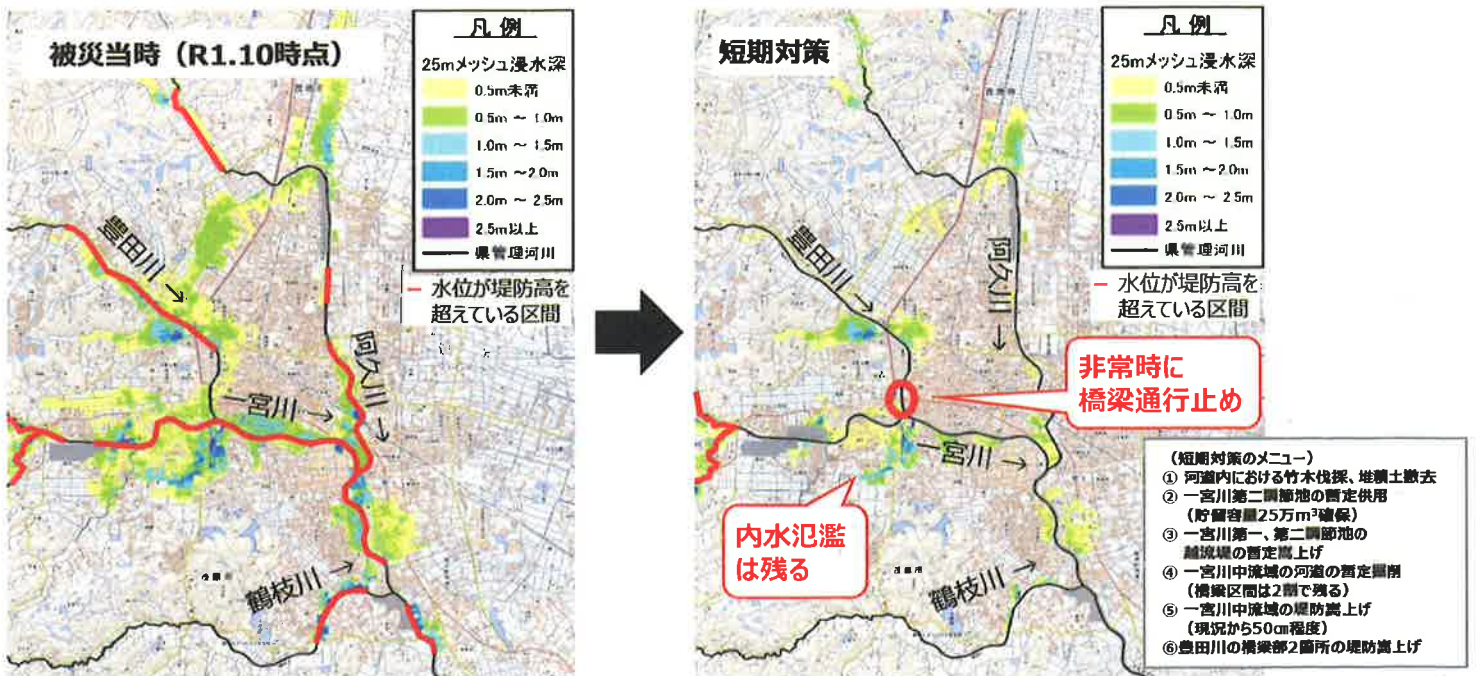 被災当時（R1.10時点）
凡 例
25mメッシュ浸水深
0.5m未満
0.5m ～ 1.0m
1.0m ～ 1.5m
1.5m ～2.0m
2.0m ～ 2.5m
2.5m以上
県管理河川
水位が堤防高を
超えている区間
豊田川→
阿久川→
一宮川→
鶴枝川→
短期対策
凡 例
25mメッシュ浸水深
0.5m未満
0.5m ～ 1.0m
1.0m ～ 1.5m
1.5m ～2.0m
2.0m ～ 2.5m
2.5m以上
県管理河川
水位が堤防高を
超えている区間
豊田川→
阿久川→
一宮川→
鶴枝川→
非常時に
橋梁通行止め
内水氾濫
は残る
（短期対策のメニュー）
① 河道内における竹木伐採、堆積土撤去
② 一宮川第二調節池の暫定供用
（貯留容量25万m³確保）
③ 一宮川第一、第二調節池の
越流堤の暫定嵩上げ
④ 一宮川中流域の河道の暫定掘削
（橋梁区間は2割で残る）
⑤ 一宮川中流域の堤防嵩上げ
（現況から50cm程度）
⑥豊田川の橋梁部2箇所の堤防嵩上げ